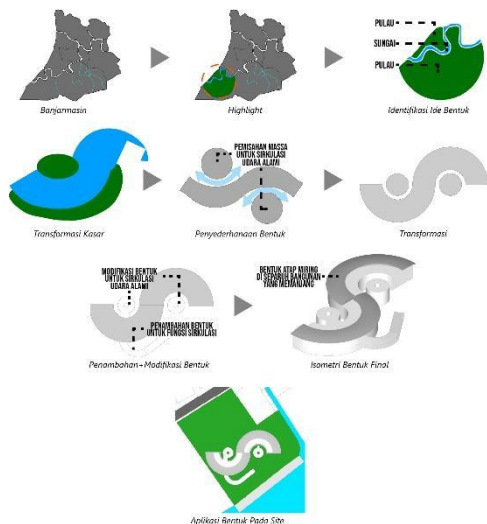 Banjarmasin
Highlight
PULAU
SUNGAI
PULAU
Identifikasi Ide Bentuk
Transformasi Kasar
PEMISAHAN MASSA
UNTUK SIRKULASI
UDARA ALAMI
Penyederhanaan Bentuk
Transformasi
MODIFIKASI BENTUK
UNTUK SIRKULASI
UDARA ALAMI
PENAMBAHAN BENTUK
UNTUK FUNGSI SIRKULASI
Penambahan+Modifikasi Bentuk
BENTUK ATAP MIRING
DI SEPARUH BANGUNAN
YANG MEMANJANG
Isometri Bentuk Final
Aplikasi Bentuk Pada Site